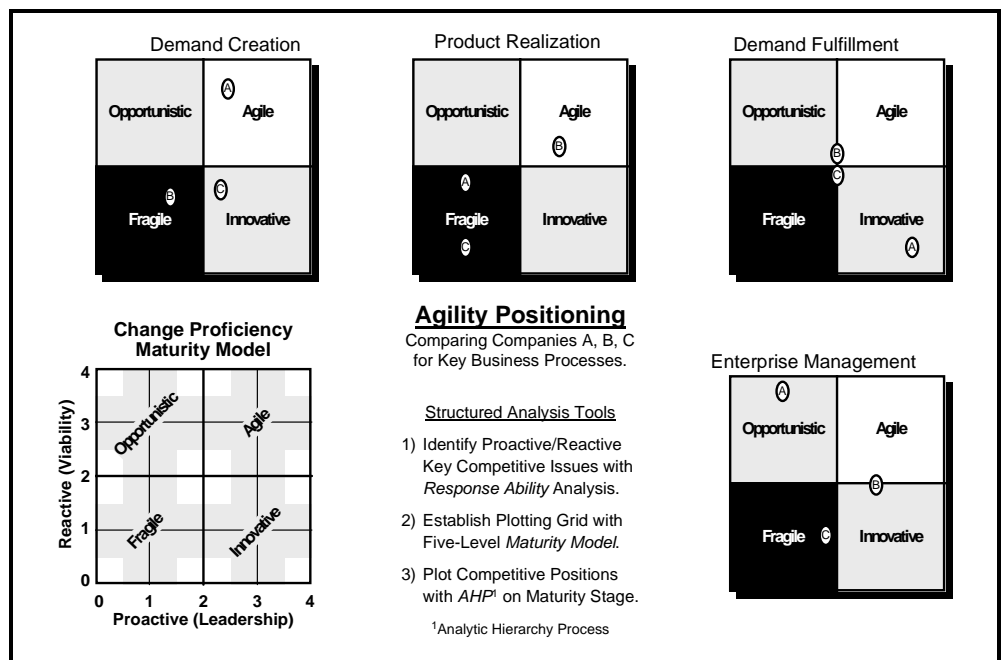 Demand Creation
Opportunistic
Agile
A
B
C
Fragile
Innovative
Product Realization
Opportunistic
Agile
B
A
Fragile
Innovative
C
Demand Fulfillment
Opportunistic
Agile
B
C
Fragile
Innovative
A
Change Proficiency
Maturity Model
Reactive (Viability)
4
3
2
1
0
Opportunistic
Agile
Fragile
Innovative
0 1 2 3 4
Proactive (Leadership)
Agility Positioning
Comparing Companies A, B, C
for Key Business Processes.
Structured Analysis Tools
1) Identify Proactive/Reactive
Key Competitive Issues with
Response Ability Analysis.
2) Establish Plotting Grid with
Five-Level Maturity Model.
3) Plot Competitive Positions
with AHP¹ on Maturity Stage.
¹Analytic Hierarchy Process
Enterprise Management
A
Opportunistic
Agile
B
Fragile
C
Innovative